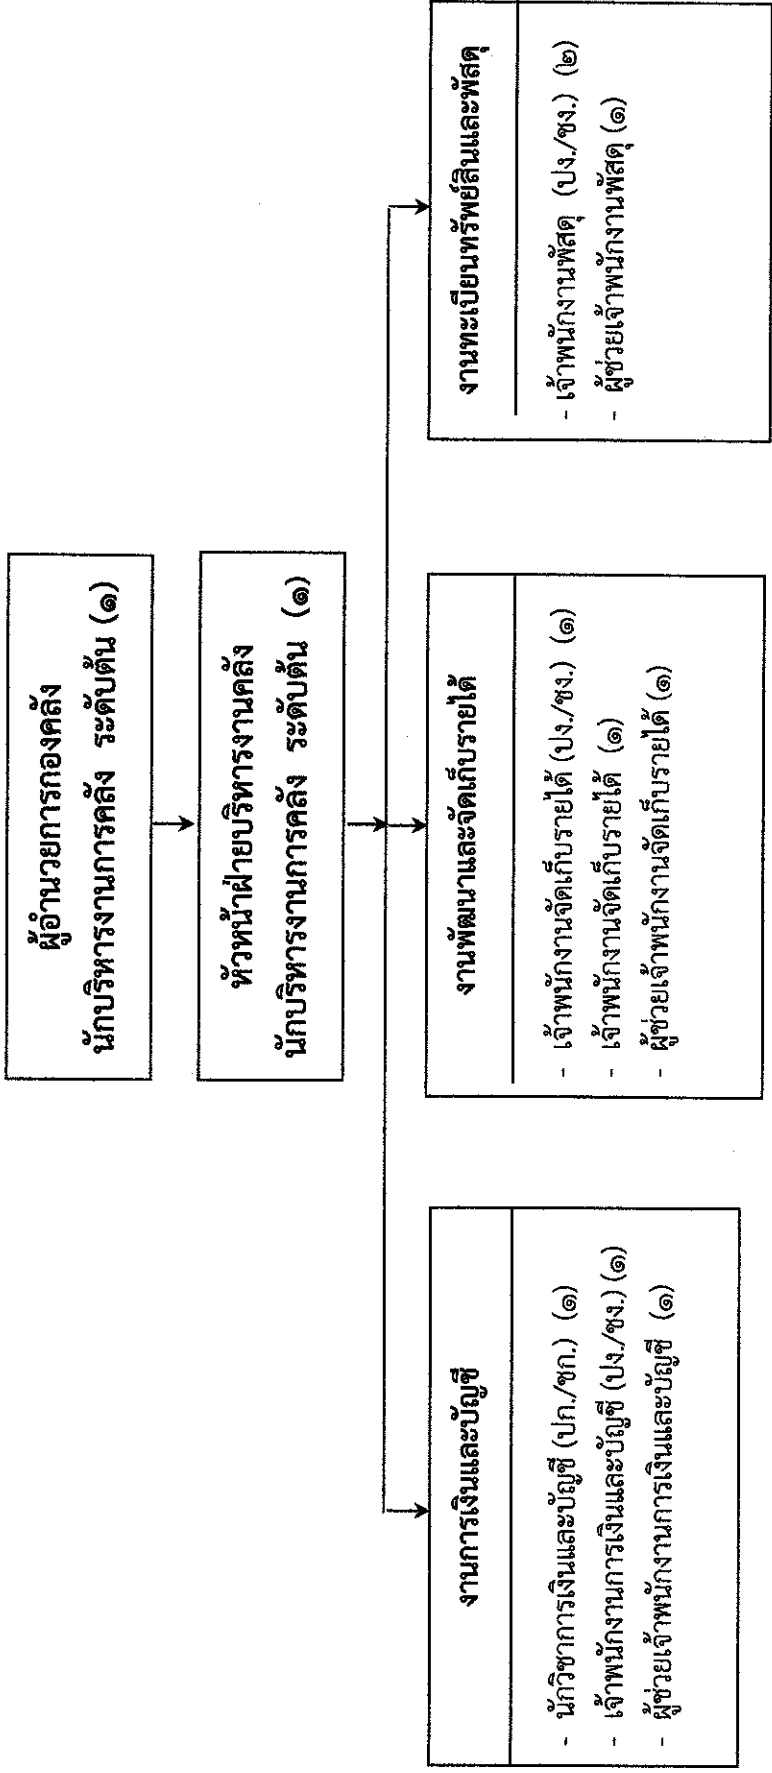 ผู้อำนวยการกองคลัง
นักบริหารงานการคลัง ระดับต้น (๑)
หัวหน้าฝ่ายบริหารงานคลัง
นักบริหารงานการคลัง ระดับต้น (๑)
งานการเงินและบัญชี
- นักวิชาการเงินและบัญชี (ปก./ชก.) (๑)
- เจ้าพนักงานการเงินและบัญชี (ปง./ชง.) (๑)
- ผู้ช่วยเจ้าพนักงานการเงินและบัญชี (๑)
งานพัฒนาและจัดเก็บรายได้
- เจ้าพนักงานจัดเก็บรายได้ (ปง./ชง.) (๑)
- เจ้าพนักงานจัดเก็บรายได้ (๑)
- ผู้ช่วยเจ้าพนักงานจัดเก็บรายได้ (๑)
งานทะเบียนทรัพย์สินและพัสดุ
- เจ้าพนักงานพัสดุ (ปง./ชง.) (๒)
- ผู้ช่วยเจ้าพนักงานพัสดุ (๑)